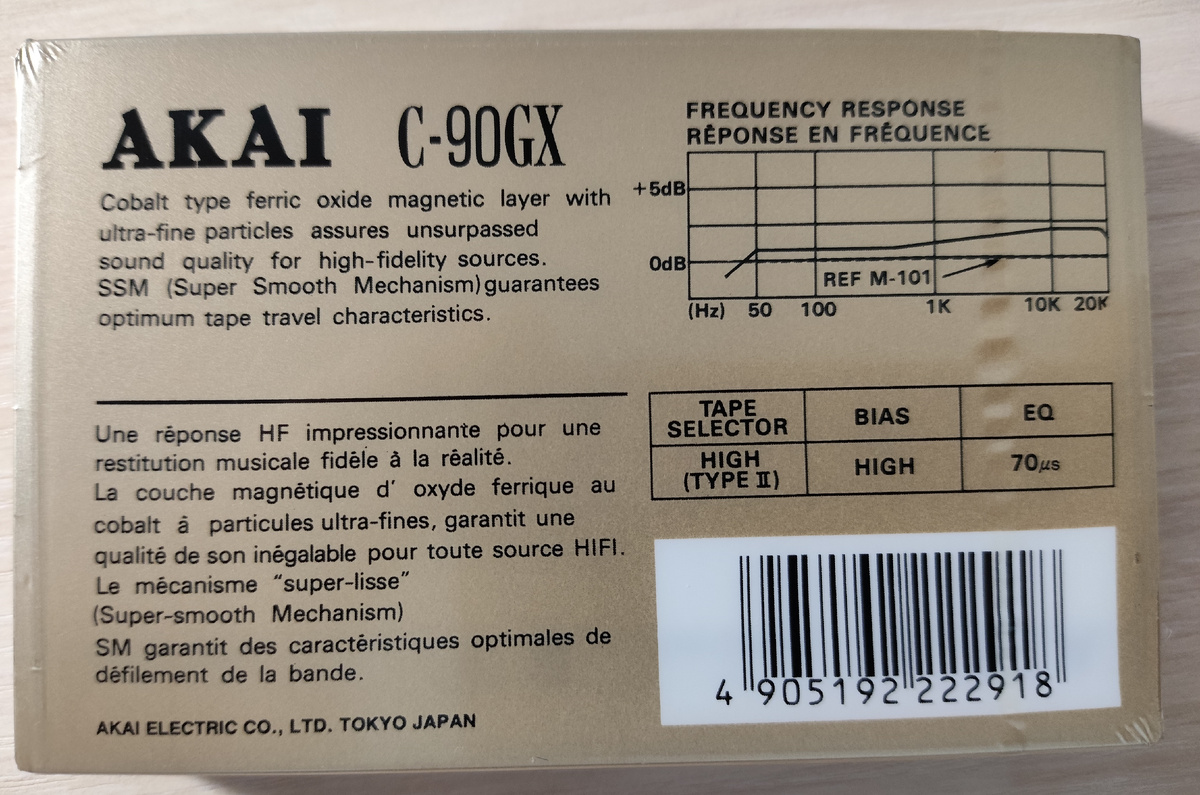 AKAI C-90GX
Cobalt type ferric oxide magnetic layer with
ultra-fine particles assures unsurpassed
sound quality for high-fidelity sources.
SSM (Super Smooth Mechanism) guarantees
optimum tape travel characteristics.
Une réponse HF impressionnante pour une
restitution musicale fidèle à la réalité.
La couche magnétique d' oxyde ferrique au
cobalt à particules ultra-fines, garantit une
qualité de son inégalable pour toute source HIFI.
Le mécanisme "super-lisse"
(Super-smooth Mechanism)
SM garantit des caractéristiques optimales de
défilement de la bande.
AKAI ELECTRIC CO., LTD. TOKYO JAPAN
FREQUENCY RESPONSE
RÉPONSE EN FRÉQUENCE
+5dB
0dB
REF M-101
(Hz) 50 100 1K 10K 20K
TAPE SELECTOR BIAS EQ
HIGH (TYPE II) HIGH 70μs
4 905192 222918